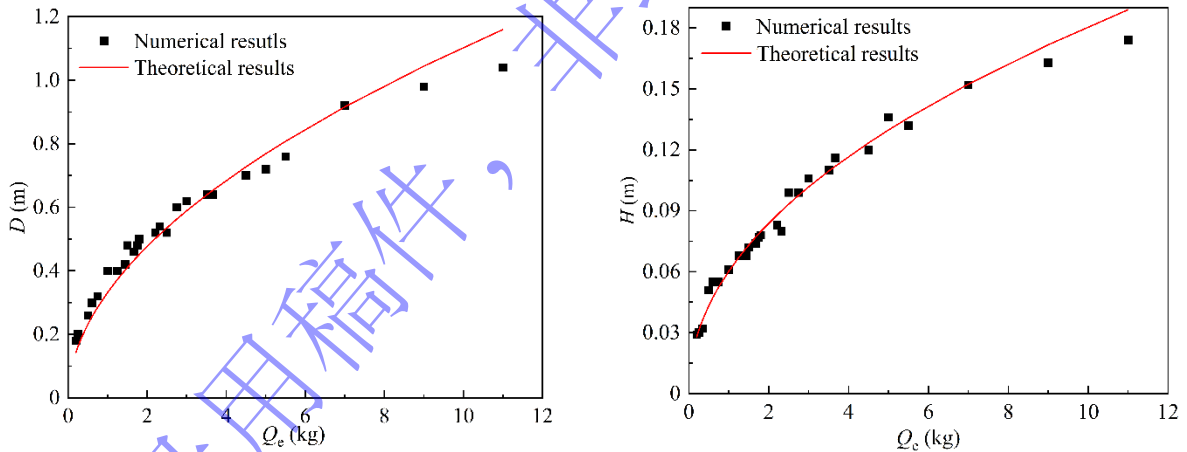 1.2
1.0
0.8
0.6
0.4
0.2
0
D (m)
Numerical resutls
Theoretical results
0 2 4 6 8 10 12
Qe (kg)
0.18
0.15
0.12
0.09
0.06
0.03
0
H (m)
Numerical results
Theoretical results
0 2 4 6 8 10 12
Qe (kg)
用稿件，非